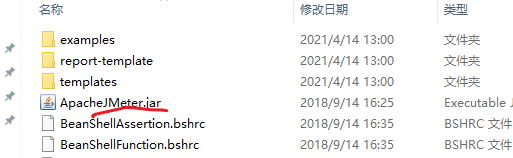 名称 修改日期 类型
examples 2021/4/14 13:00 文件夹
report-template 2021/4/14 13:00 文件夹
templates 2021/4/14 13:00 文件夹
ApacheJMeter.jar 2018/9/14 16:25 Executable J
BeanShellAssertion.bshrc 2018/9/14 16:35 BSHRC 文件
BeanShellFunction.bshrc 2018/9/14 16:35 BSHRC 文件